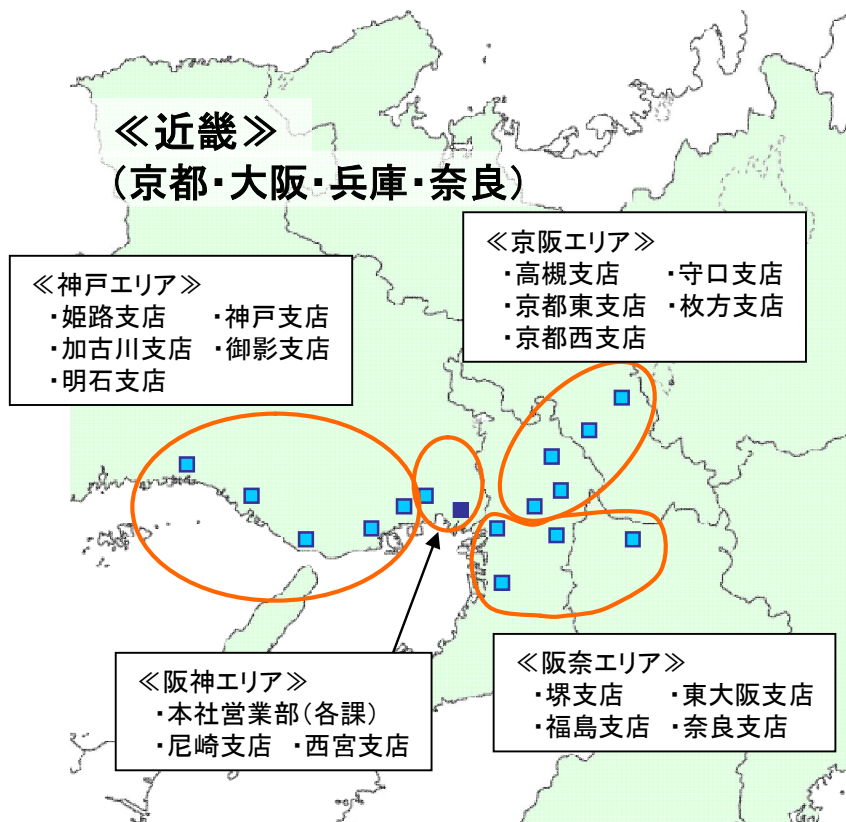 ≪近畿≫
(京都・大阪・兵庫・奈良)
≪神戸エリア≫
・姫路支店 ・神戸支店
・加古川支店 ・御影支店
・明石支店
≪京阪エリア≫
・高槻支店 ・守口支店
・京都東支店 ・枚方支店
・京都西支店
≪阪神エリア≫
・本社営業部(各課)
・尼崎支店 ・西宮支店
≪阪奈エリア≫
・堺支店 ・東大阪支店
・福島支店 ・奈良支店